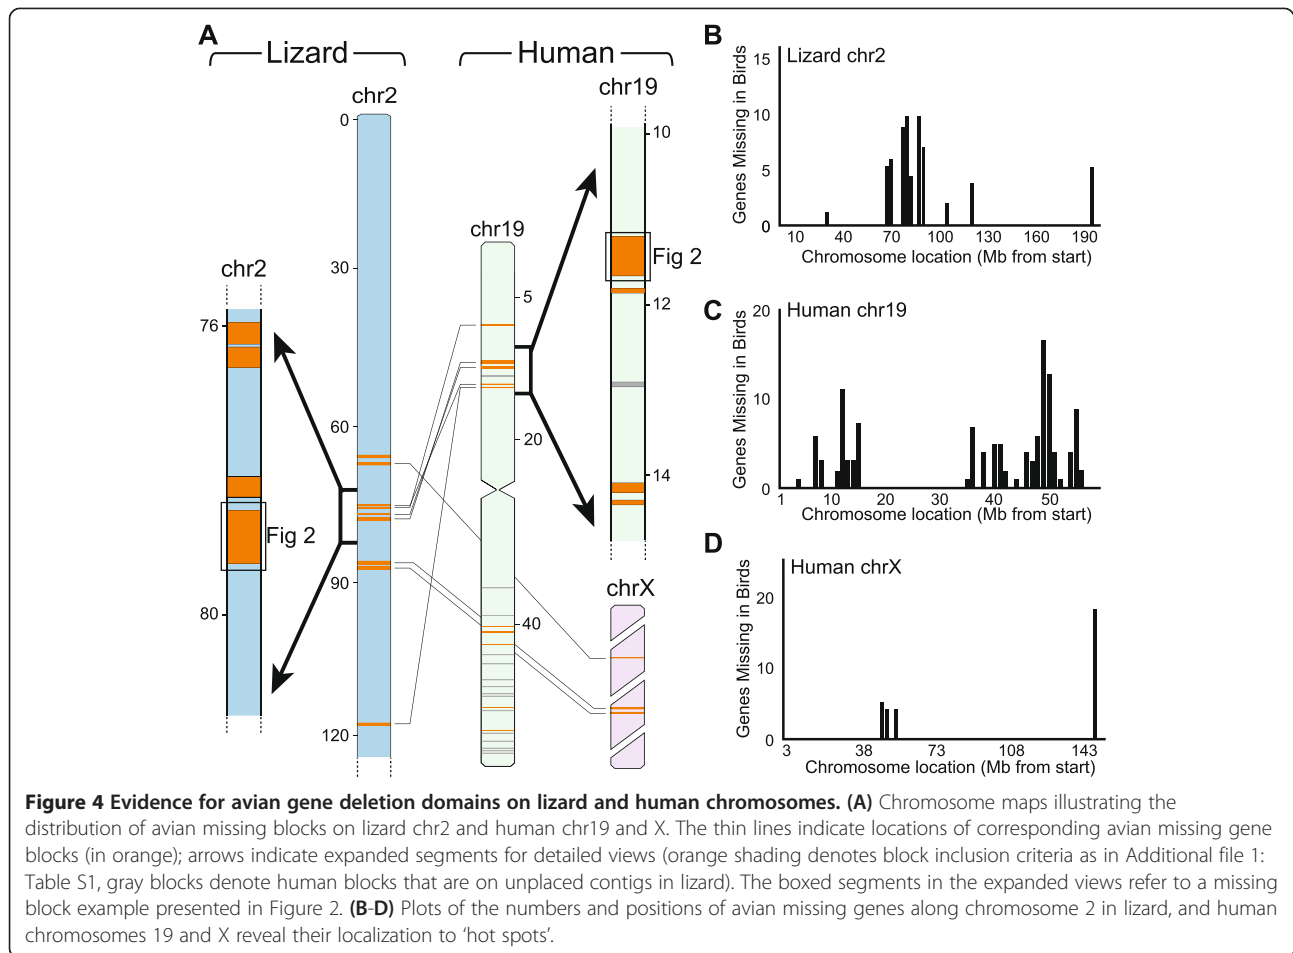 A
Lizard
Human
chr2
chr19
0
30
60
90
120
chr2
76
80
Fig 2
chr19
5
20
40
10
12
14
Fig 2
chrX
B
Lizard chr2
Genes Missing in Birds
15
10
5
0
10 40 70 100 130 160 190
Chromosome location (Mb from start)
C
Human chr19
Genes Missing in Birds
20
10
0
1 10 20 30 40 50
Chromosome location (Mb from start)
D
Human chrX
Genes Missing in Birds
20
10
0
3 38 73 108 143
Chromosome location (Mb from start)
Figure 4 Evidence for avian gene deletion domains on lizard and human chromosomes. (A) Chromosome maps illustrating the
distribution of avian missing blocks on lizard chr2 and human chr19 and X. The thin lines indicate locations of corresponding avian missing gene
blocks (in orange); arrows indicate expanded segments for detailed views (orange shading denotes block inclusion criteria as in Additional file 1:
Table S1, gray blocks denote human blocks that are on unplaced contigs in lizard). The boxed segments in the expanded views refer to a missing
block example presented in Figure 2. (B-D) Plots of the numbers and positions of avian missing genes along chromosome 2 in lizard, and human
chromosomes 19 and X reveal their localization to ‘hot spots’.